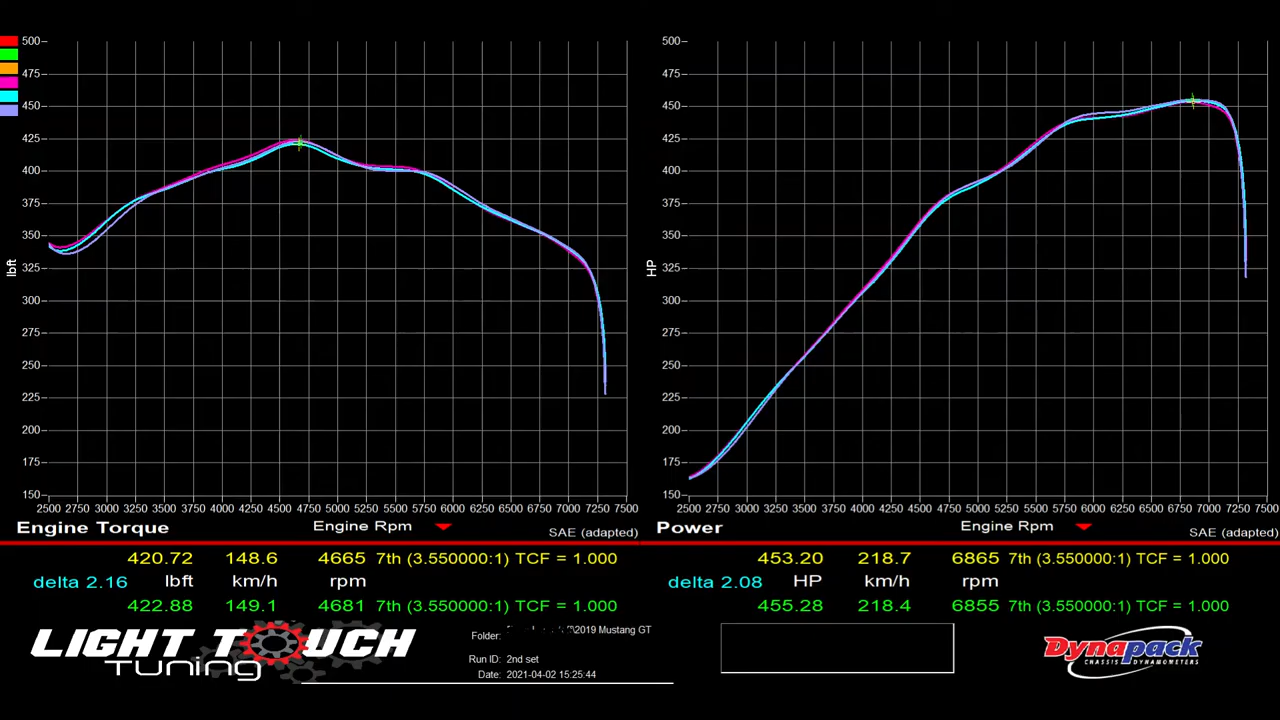 500 475 450 425 400 375 350 325 300 275 250 225 200 175 150
lbft
2500 2750 3000 3250 3500 3750 4000 4250 4500 4750 5000 5250 5500 5750 6000 6250 6500 6750 7000 7250 7500
Engine Torque
Engine Rpm
SAE (adapted)
500 475 450 425 400 375 350 325 300 275 250 225 200 175 150
HP
2500 2750 3000 3250 3500 3750 4000 4250 4500 4750 5000 5250 5500 5750 6000 6250 6500 6750 7000 7250 7500
Power
Engine Rpm
SAE (adapted)
420.72 148.6 4665 7th (3.550000:1) TCF = 1.000
delta 2.16 lbft km/h rpm
422.88 149.1 4681 7th (3.550000:1) TCF = 1.000
453.20 218.7 6865 7th (3.550000:1) TCF = 1.000
delta 2.08 HP km/h rpm
455.28 218.4 6855 7th (3.550000:1) TCF = 1.000
LIGHT TOUCH
Tuning
Folder: 2019 Mustang GT
Run ID: 2nd set
Date: 2021-04-02 15:25:44
Dynapack
CHASSIS DYNAMOMETERS